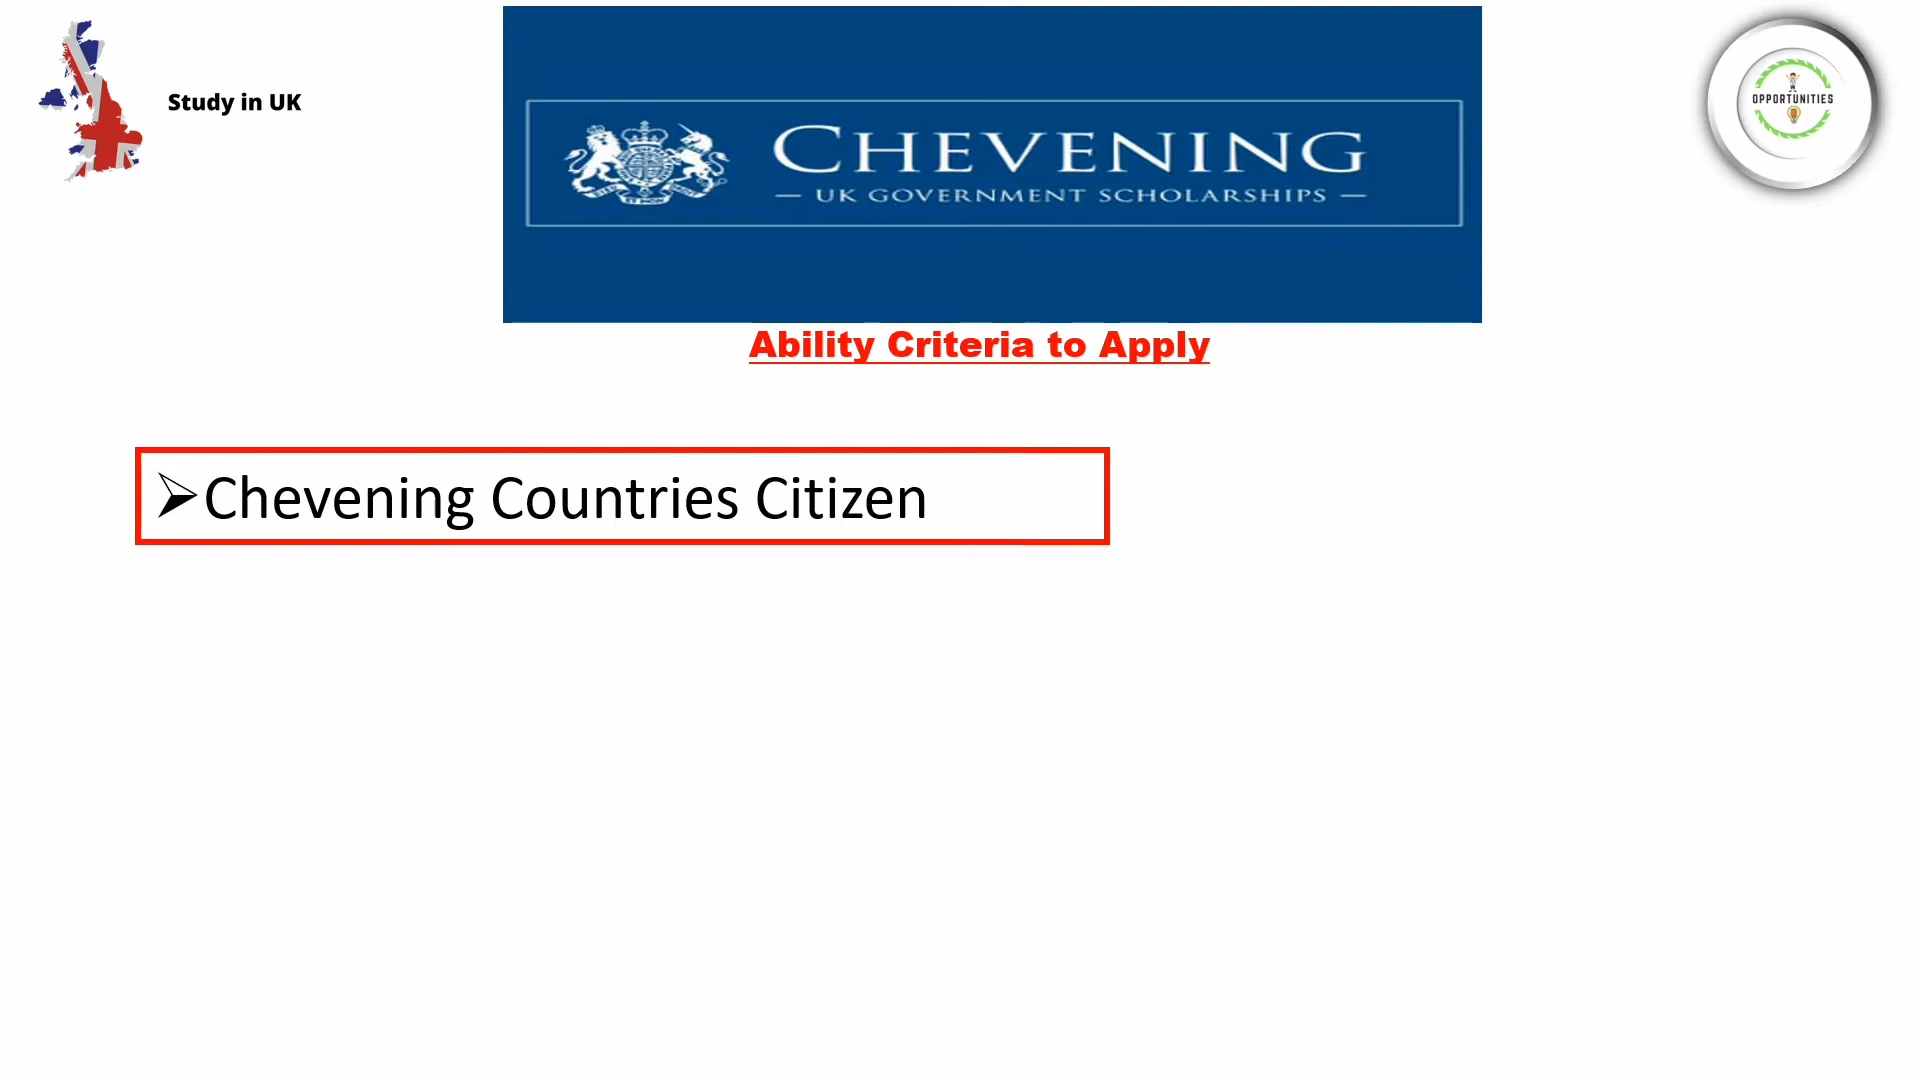 Study in UK
CHEVENING
— UK GOVERNMENT SCHOLARSHIPS —
OPPORTUNITIES
Ability Criteria to Apply
➢Chevening Countries Citizen